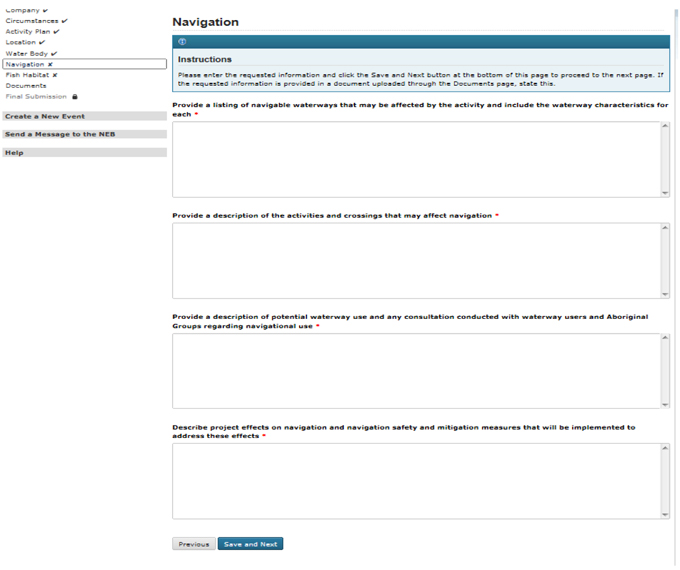 Company ✔
Circumstances ✔
Activity Plan ✔
Location ✔
Water Body ✔
Navigation ✘
Fish Habitat ✘
Documents
Final Submission
Create a New Event
Send a Message to the NEB
Help
Navigation
Instructions
Please enter the requested information and click the Save and Next button at the bottom of this page to proceed to the next page. If
the requested information is provided in a document uploaded through the Documents page, state this.
Provide a listing of navigable waterways that may be affected by the activity and include the waterway characteristics for
each *
Provide a description of the activities and crossings that may affect navigation *
Provide a description of potential waterway use and any consultation conducted with waterway users and Aboriginal
Groups regarding navigational use *
Describe project effects on navigation and navigation safety and mitigation measures that will be implemented to
address these effects *
Previous
Save and Next